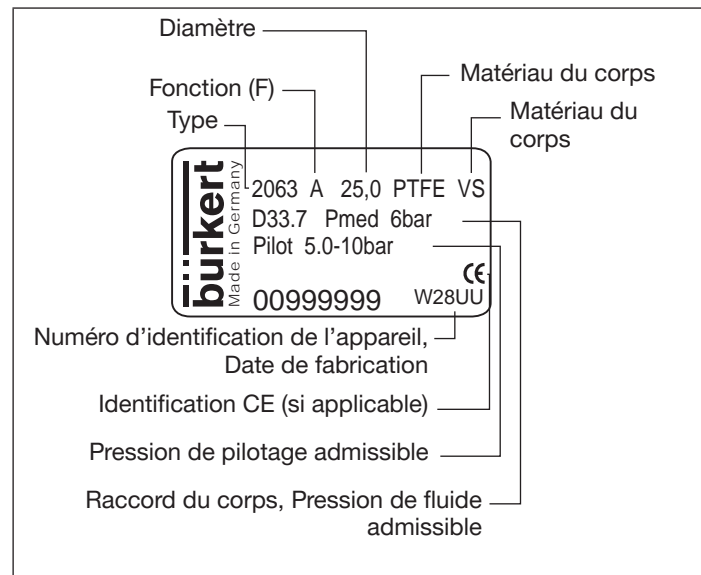 Diamètre
Fonction (F)
Matériau du corps
Type
Matériau du
corps
bürkert
Made in Germany
2063 A 25,0 PTFE VS
D33.7 Pmed 6bar
Pilot 5.0-10bar
CE
00999999 W28UU
Numéro d'identification de l'appareil,
Date de fabrication
Identification CE (si applicable)
Pression de pilotage admissible
Raccord du corps, Pression de fluide
admissible